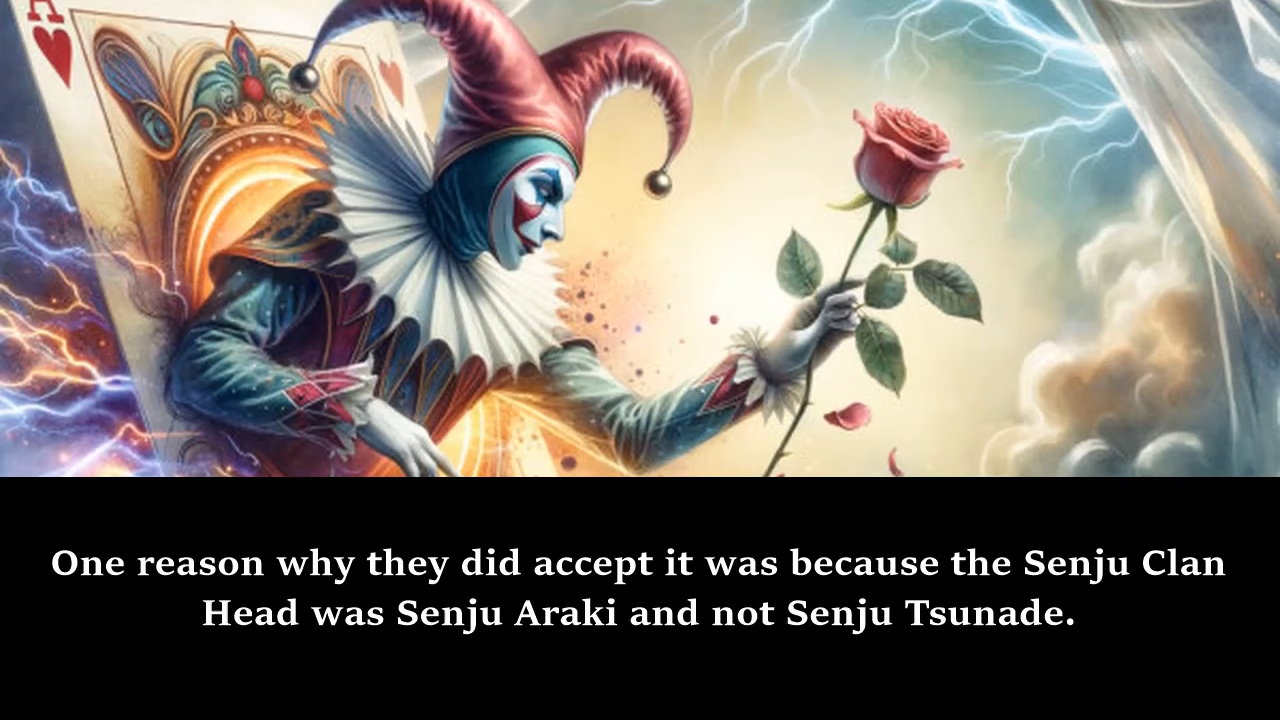 A
One reason why they did accept it was because the Senju Clan
Head was Senju Araki and not Senju Tsunade.